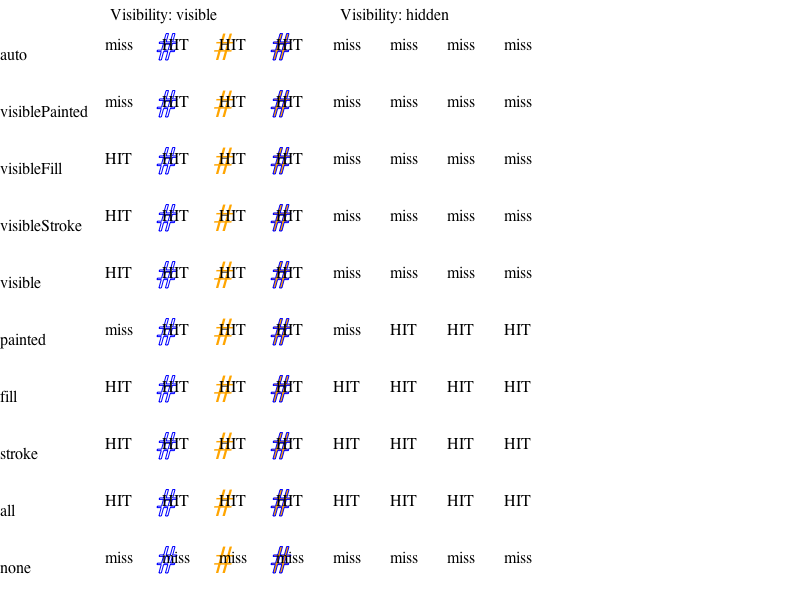 Visibility: visible Visibility: hidden
auto miss # HIT # HIT # HIT miss miss miss miss
visiblePainted miss # HIT # HIT # HIT miss miss miss miss
visibleFill HIT # HIT # HIT # HIT miss miss miss miss
visibleStroke HIT # HIT # HIT # HIT miss miss miss miss
visible HIT # HIT # HIT # HIT miss miss miss miss
painted miss # HIT # HIT # HIT miss HIT HIT HIT
fill HIT # HIT # HIT # HIT HIT HIT HIT HIT
stroke HIT # HIT # HIT # HIT HIT HIT HIT HIT
all HIT # HIT # HIT # HIT HIT HIT HIT HIT
none miss # miss # miss # miss miss miss miss miss